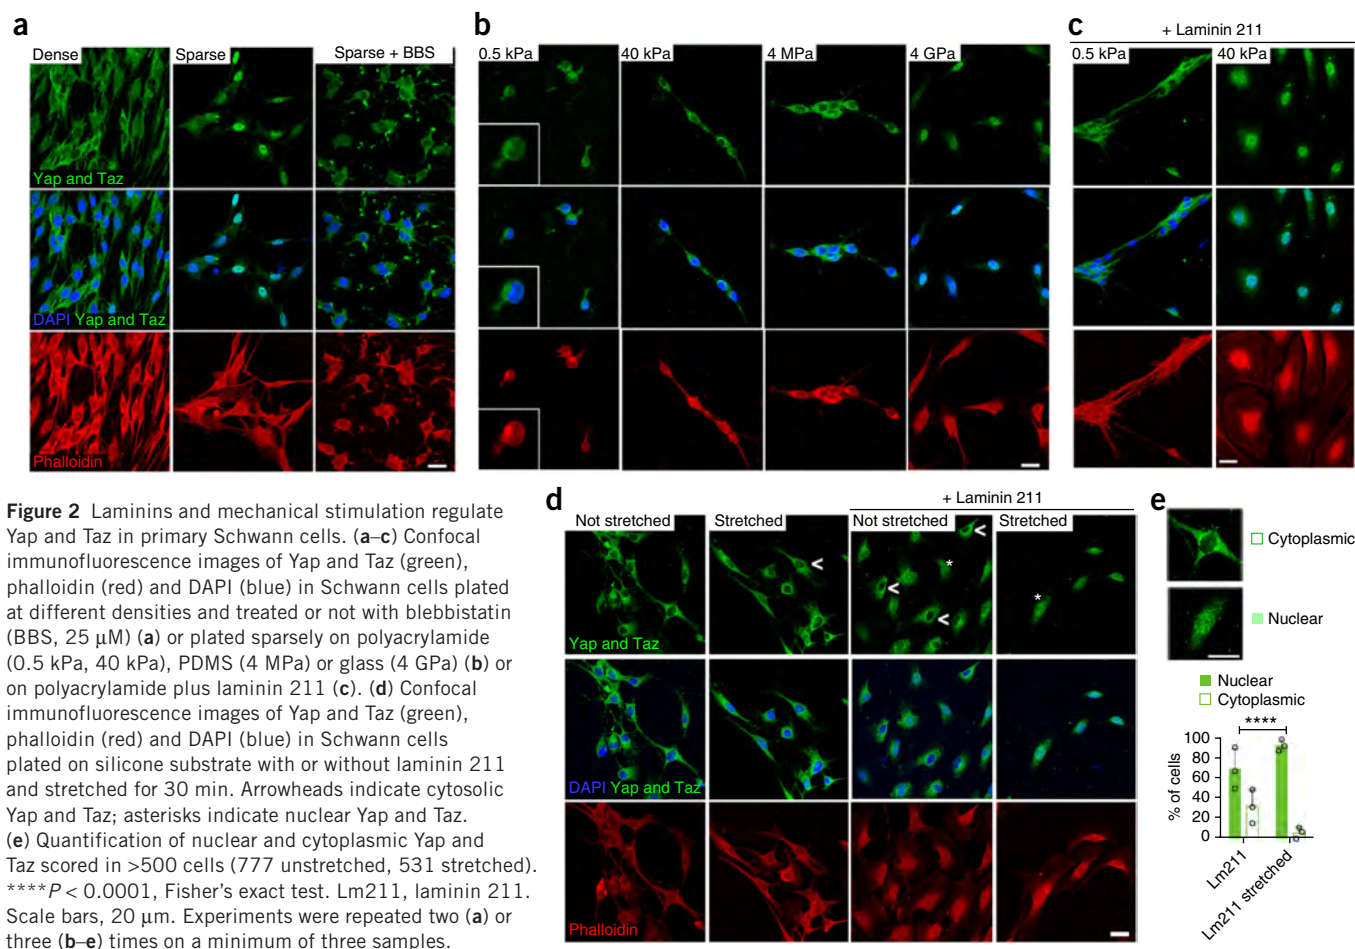 a
Dense
Sparse
Sparse + BBS
Yap and Taz
DAPI Yap and Taz
Phalloidin
b
0.5 kPa
40 kPa
4 MPa
4 GPa
c
+ Laminin 211
0.5 kPa
40 kPa
Figure 2 Laminins and mechanical stimulation regulate
Yap and Taz in primary Schwann cells. (a–c) Confocal
immunofluorescence images of Yap and Taz (green),
phalloidin (red) and DAPI (blue) in Schwann cells plated
at different densities and treated or not with blebbistatin
(BBS, 25 μM) (a) or plated sparsely on polyacrylamide
(0.5 kPa, 40 kPa), PDMS (4 MPa) or glass (4 GPa) (b) or
on polyacrylamide plus laminin 211 (c). (d) Confocal
immunofluorescence images of Yap and Taz (green),
phalloidin (red) and DAPI (blue) in Schwann cells
plated on silicone substrate with or without laminin 211
and stretched for 30 min. Arrowheads indicate cytosolic
Yap and Taz; asterisks indicate nuclear Yap and Taz.
(e) Quantification of nuclear and cytoplasmic Yap and
Taz scored in >500 cells (777 unstretched, 531 stretched).
****P < 0.0001, Fisher's exact test. Lm211, laminin 211.
Scale bars, 20 μm. Experiments were repeated two (a) or
three (b–e) times on a minimum of three samples.
d
+ Laminin 211
Not stretched
Stretched
Not stretched
Stretched
Yap and Taz
DAPI Yap and Taz
Phalloidin
e
Cytoplasmic
Nuclear
Nuclear
Cytoplasmic
****
% of cells
100
80
60
40
20
0
Lm211
Lm211 stretched